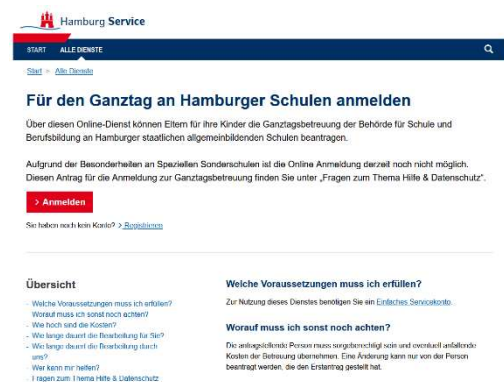 Hamburg Service
START ALLE DIENSTE
Start > Alle Dienste
Für den Ganztag an Hamburger Schulen anmelden
Über diesen Online-Dienst können Eltern für ihre Kinder die Ganztagsbetreuung der Behörde für Schule und
Berufsbildung an Hamburger staatlichen allgemeinbildenden Schulen beantragen.
Aufgrund der Besonderheiten an Speziellen Sonderschulen ist die Online Anmeldung derzeit noch nicht möglich.
Diesen Antrag für die Anmeldung zur Ganztagsbetreuung finden Sie unter „Fragen zum Thema Hilfe & Datenschutz“.
> Anmelden
Sie haben noch kein Konto? > Registrieren
Übersicht
- Welche Voraussetzungen muss ich erfüllen?
Worauf muss ich sonst noch achten?
- Wie hoch sind die Kosten?
- Wie lange dauert die Bearbeitung für Sie?
- Wie lange dauert die Bearbeitung durch
uns?
- Wer kann mir helfen?
- Fragen zum Thema Hilfe & Datenschutz
Welche Voraussetzungen muss ich erfüllen?
Zur Nutzung dieses Dienstes benötigen Sie ein Einfaches Servicekonto.
Worauf muss ich sonst noch achten?
Die antragstellende Person muss sorgeberechtigt sein und eventuell anfallende
Kosten der Betreuung übernehmen. Eine Änderung kann nur von der Person
beantragt werden, die den Erstantrag gestellt hat.